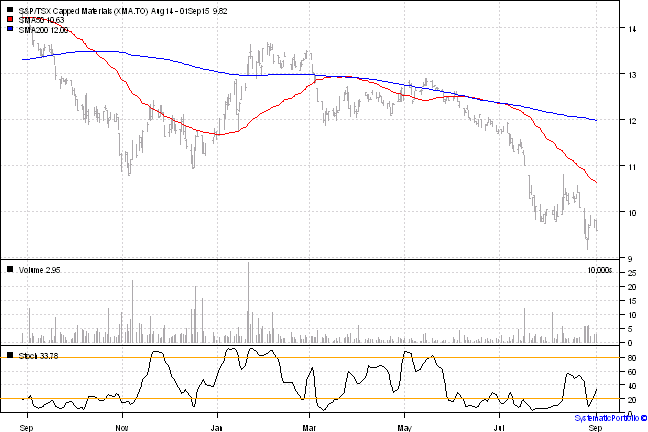 S&P/TSX Capped Materials (XMA.TO) Aug14 - 01Sep15 9.82
SMA50 10.63
SMA200 12.00
14
13
12
11
10
9
Volume 2.95
10,000s
25
20
15
10
5
0
Stoch 33.78
80
60
40
20
0
Sep
Nov
Jan
Mar
May
Jul
Sep
SystematicPortfolio ©